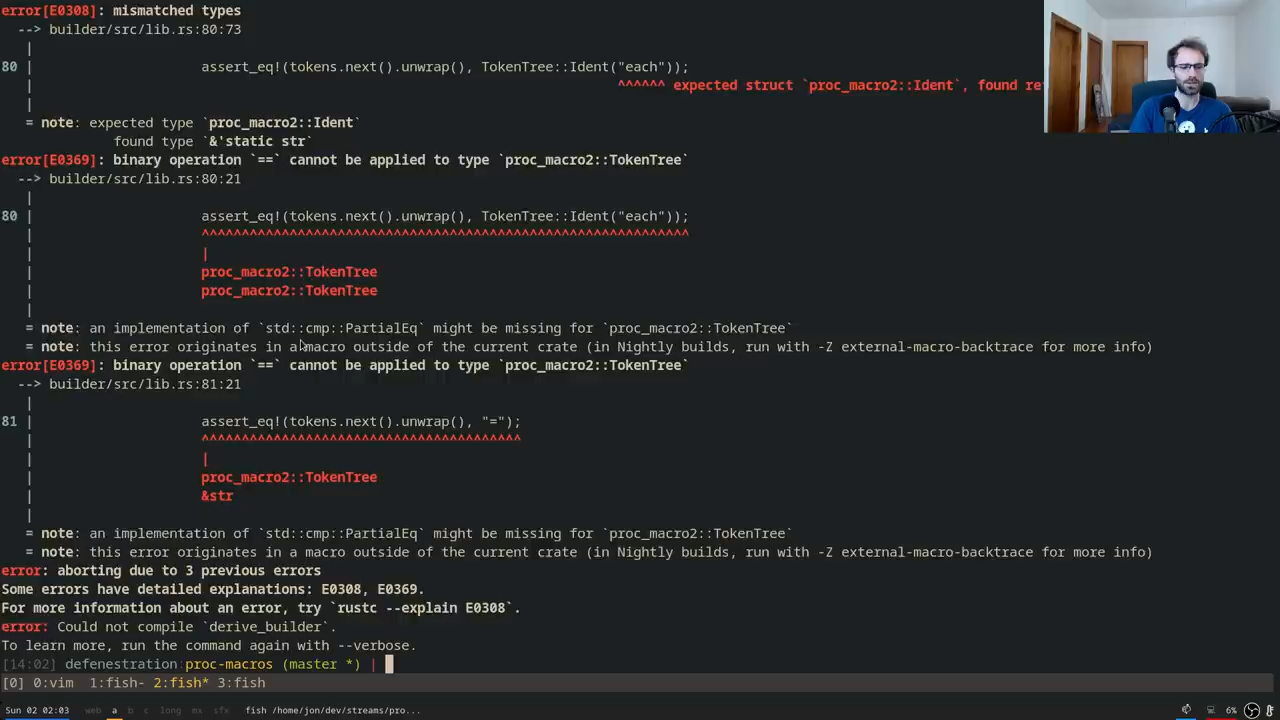 error[E0308]: mismatched types
--> builder/src/lib.rs:80:73
|
80 | assert_eq!(tokens.next().unwrap(), TokenTree::Ident("each"));
| ^^^^^^ expected struct `proc_macro2::Ident`, found re
|
= note: expected type `proc_macro2::Ident`
found type `&'static str`
error[E0369]: binary operation `==` cannot be applied to type `proc_macro2::TokenTree`
--> builder/src/lib.rs:80:21
|
80 | assert_eq!(tokens.next().unwrap(), TokenTree::Ident("each"));
| ^^^^^^^^^^^^^^^^^^^^^^^^^^^^^^^^^^^^^^^^^^^^^^^^^^^^^^^^^^^^^
| |
| proc_macro2::TokenTree
| proc_macro2::TokenTree
|
= note: an implementation of `std::cmp::PartialEq` might be missing for `proc_macro2::TokenTree`
= note: this error originates in a macro outside of the current crate (in Nightly builds, run with -Z external-macro-backtrace for more info)
error[E0369]: binary operation `==` cannot be applied to type `proc_macro2::TokenTree`
--> builder/src/lib.rs:81:21
|
81 | assert_eq!(tokens.next().unwrap(), "=");
| ^^^^^^^^^^^^^^^^^^^^^^^^^^^^^^^^^^^^^^^^
| |
| proc_macro2::TokenTree
| &str
|
= note: an implementation of `std::cmp::PartialEq` might be missing for `proc_macro2::TokenTree`
= note: this error originates in a macro outside of the current crate (in Nightly builds, run with -Z external-macro-backtrace for more info)
error: aborting due to 3 previous errors
Some errors have detailed explanations: E0308, E0369.
For more information about an error, try `rustc --explain E0308`.
error: Could not compile `derive_builder`.
To learn more, run the command again with --verbose.
[14:02] defenestration:proc-macros (master *) |
[0] 0:vim 1:fish- 2:fish* 3:fish
Sun 02 02:03 web a b c long ms sfx fish /home/jon/dev/streams/pro... 6%